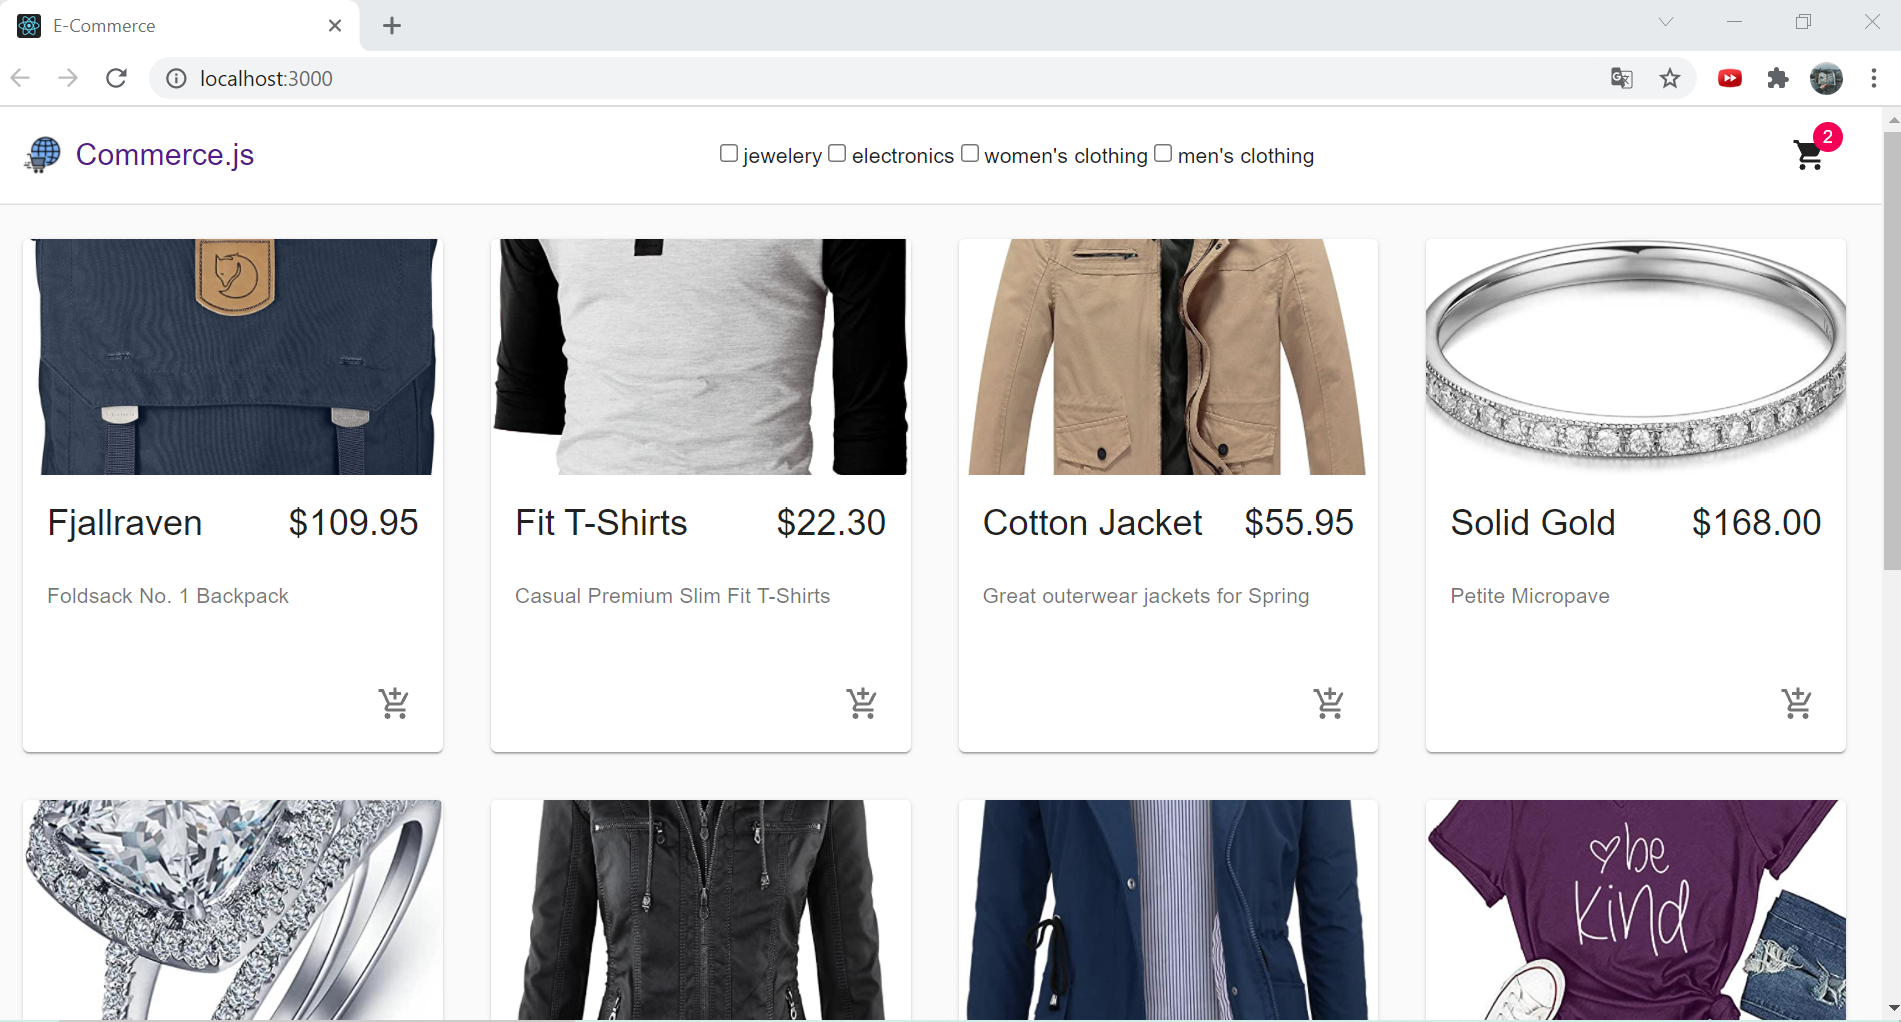 E-Commerce
localhost:3000
Commerce.js
jewelery electronics women's clothing men's clothing
2
Fjallraven $109.95
Foldsack No. 1 Backpack
Fit T-Shirts $22.30
Casual Premium Slim Fit T-Shirts
Cotton Jacket $55.95
Great outerwear jackets for Spring
Solid Gold $168.00
Petite Micropave
be
kind